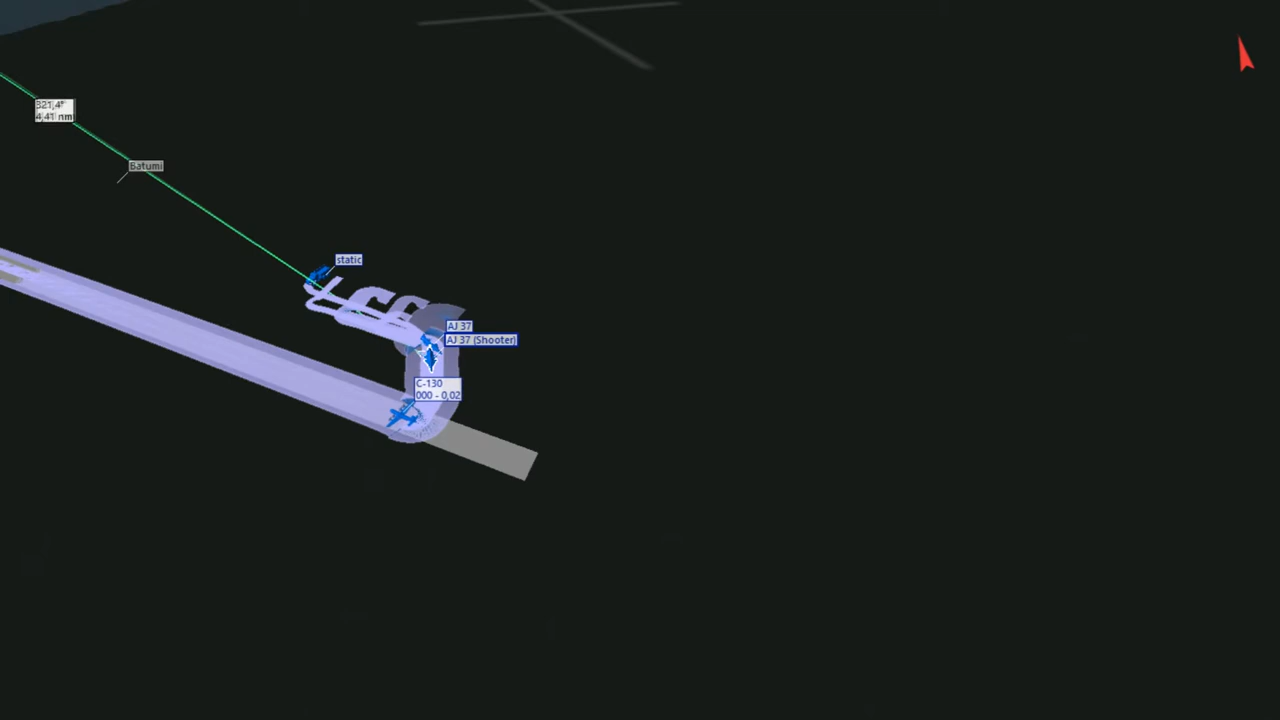 321,4°
4,41 nm
Batumi
static
AJ 37
AJ 37 (Shooter)
C-130
000 - 0,02